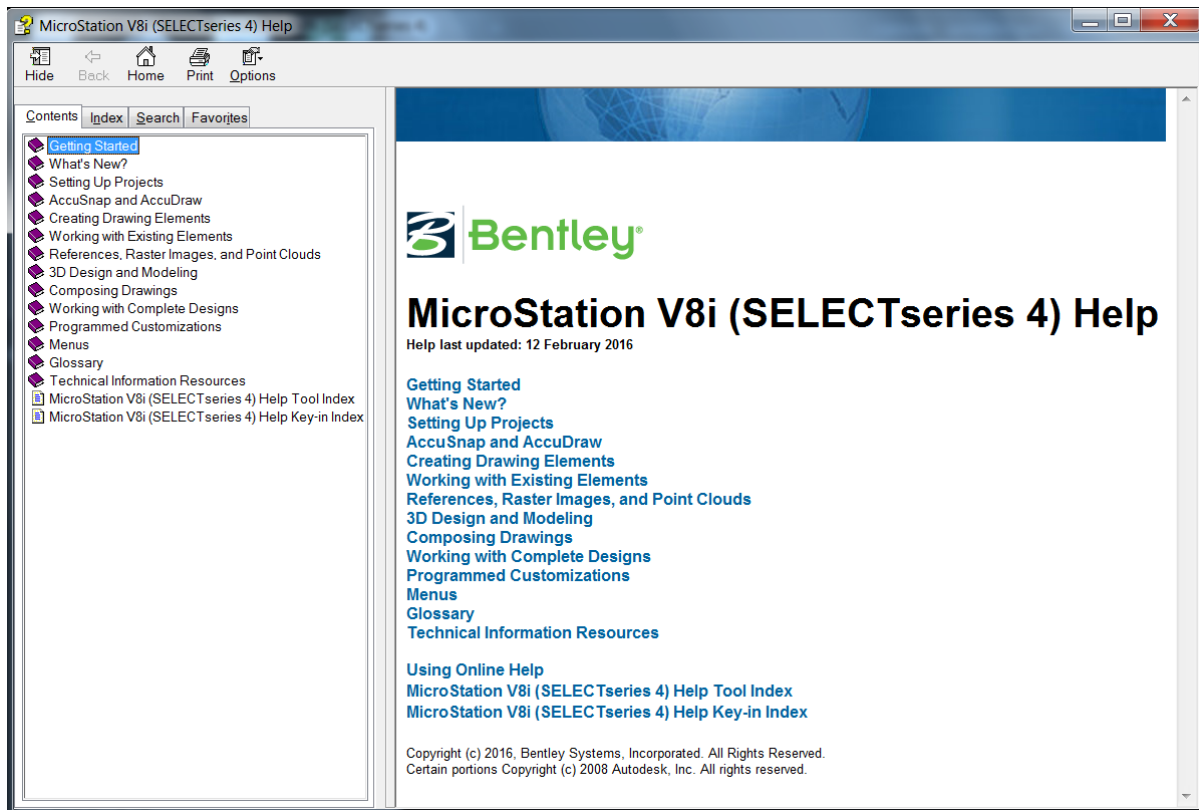 MicroStation V8i (SELECTseries 4) Help
Hide Back Home Print Options
Contents Index Search Favorites
Getting Started
What's New?
Setting Up Projects
AccuSnap and AccuDraw
Creating Drawing Elements
Working with Existing Elements
References, Raster Images, and Point Clouds
3D Design and Modeling
Composing Drawings
Working with Complete Designs
Programmed Customizations
Menus
Glossary
Technical Information Resources
MicroStation V8i (SELECTseries 4) Help Tool Index
MicroStation V8i (SELECTseries 4) Help Key-in Index
Bentley®
MicroStation V8i (SELECTseries 4) Help
Help last updated: 12 February 2016
Getting Started
What's New?
Setting Up Projects
AccuSnap and AccuDraw
Creating Drawing Elements
Working with Existing Elements
References, Raster Images, and Point Clouds
3D Design and Modeling
Composing Drawings
Working with Complete Designs
Programmed Customizations
Menus
Glossary
Technical Information Resources
Using Online Help
MicroStation V8i (SELECTseries 4) Help Tool Index
MicroStation V8i (SELECTseries 4) Help Key-in Index
Copyright (c) 2016, Bentley Systems, Incorporated. All Rights Reserved.
Certain portions Copyright (c) 2008 Autodesk, Inc. All rights reserved.